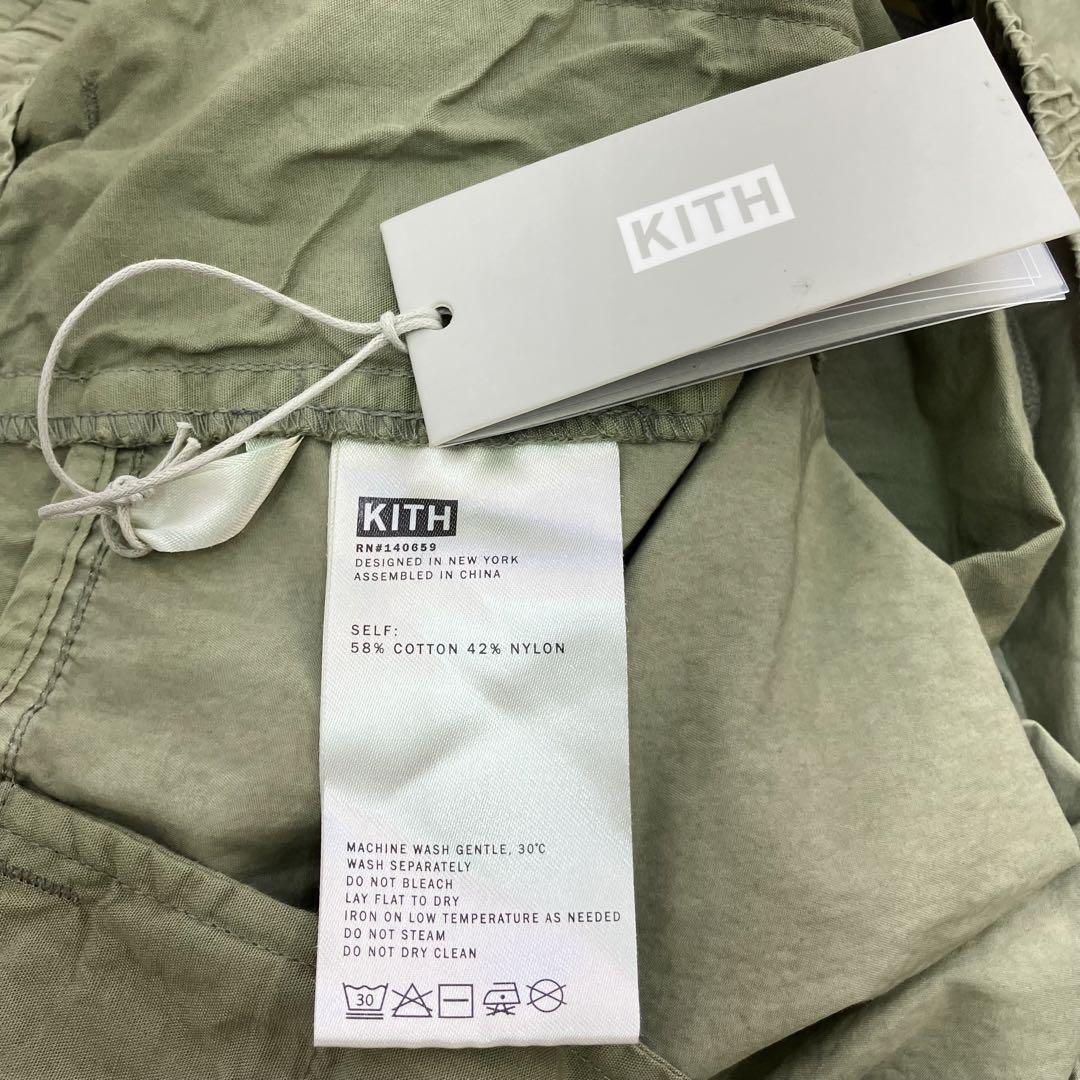 KITH
KITH
RN#140659
DESIGNED IN NEW YORK
ASSEMBLED IN CHINA
SELF:
58% COTTON 42% NYLON
MACHINE WASH GENTLE, 30°C
WASH SEPARATELY
DO NOT BLEACH
LAY FLAT TO DRY
IRON ON LOW TEMPERATURE AS NEEDED
DO NOT STEAM
DO NOT DRY CLEAN
30